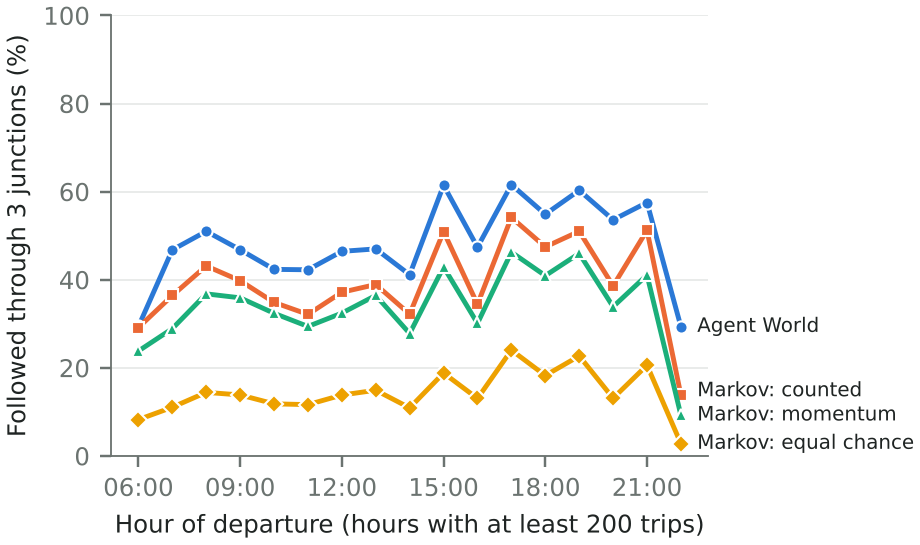 Followed through 3 junctions (%)
100
80
60
40
20
0
06:00 09:00 12:00 15:00 18:00 21:00
Hour of departure (hours with at least 200 trips)
Agent World
Markov: counted
Markov: momentum
Markov: equal chance